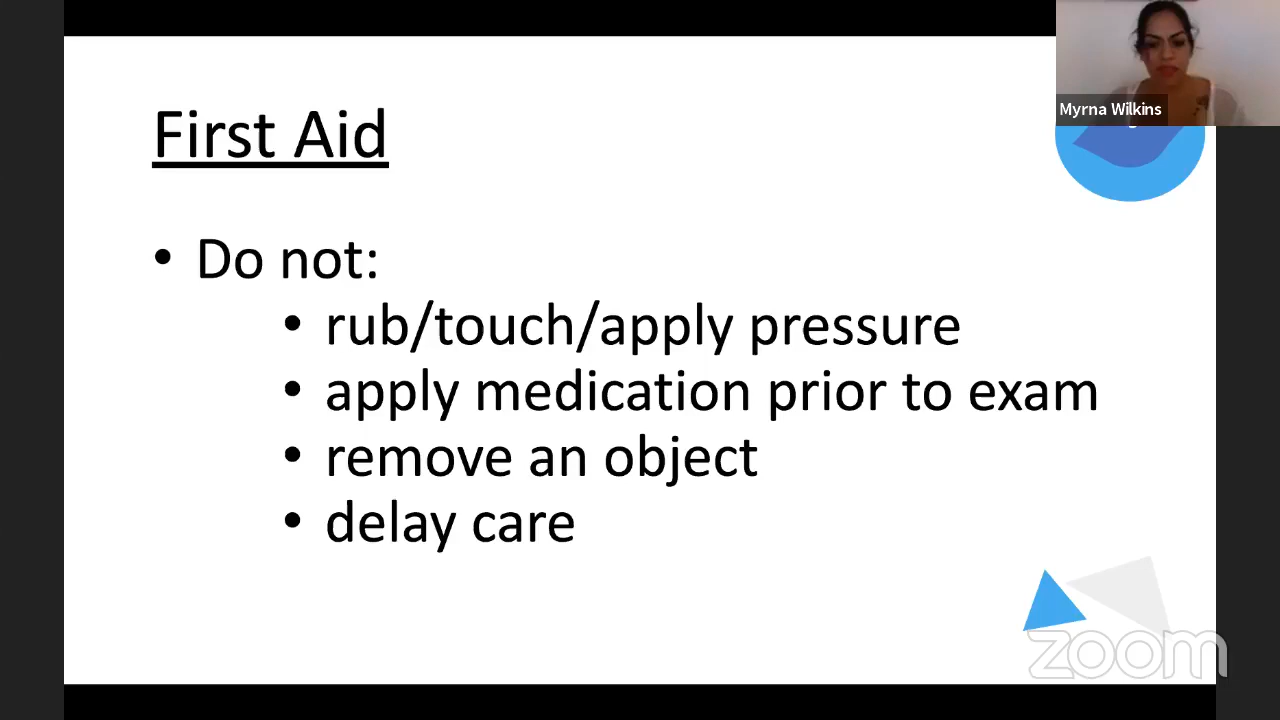 Myrna Wilkins
First Aid
• Do not:
• rub/touch/apply pressure
• apply medication prior to exam
• remove an object
• delay care
zoom